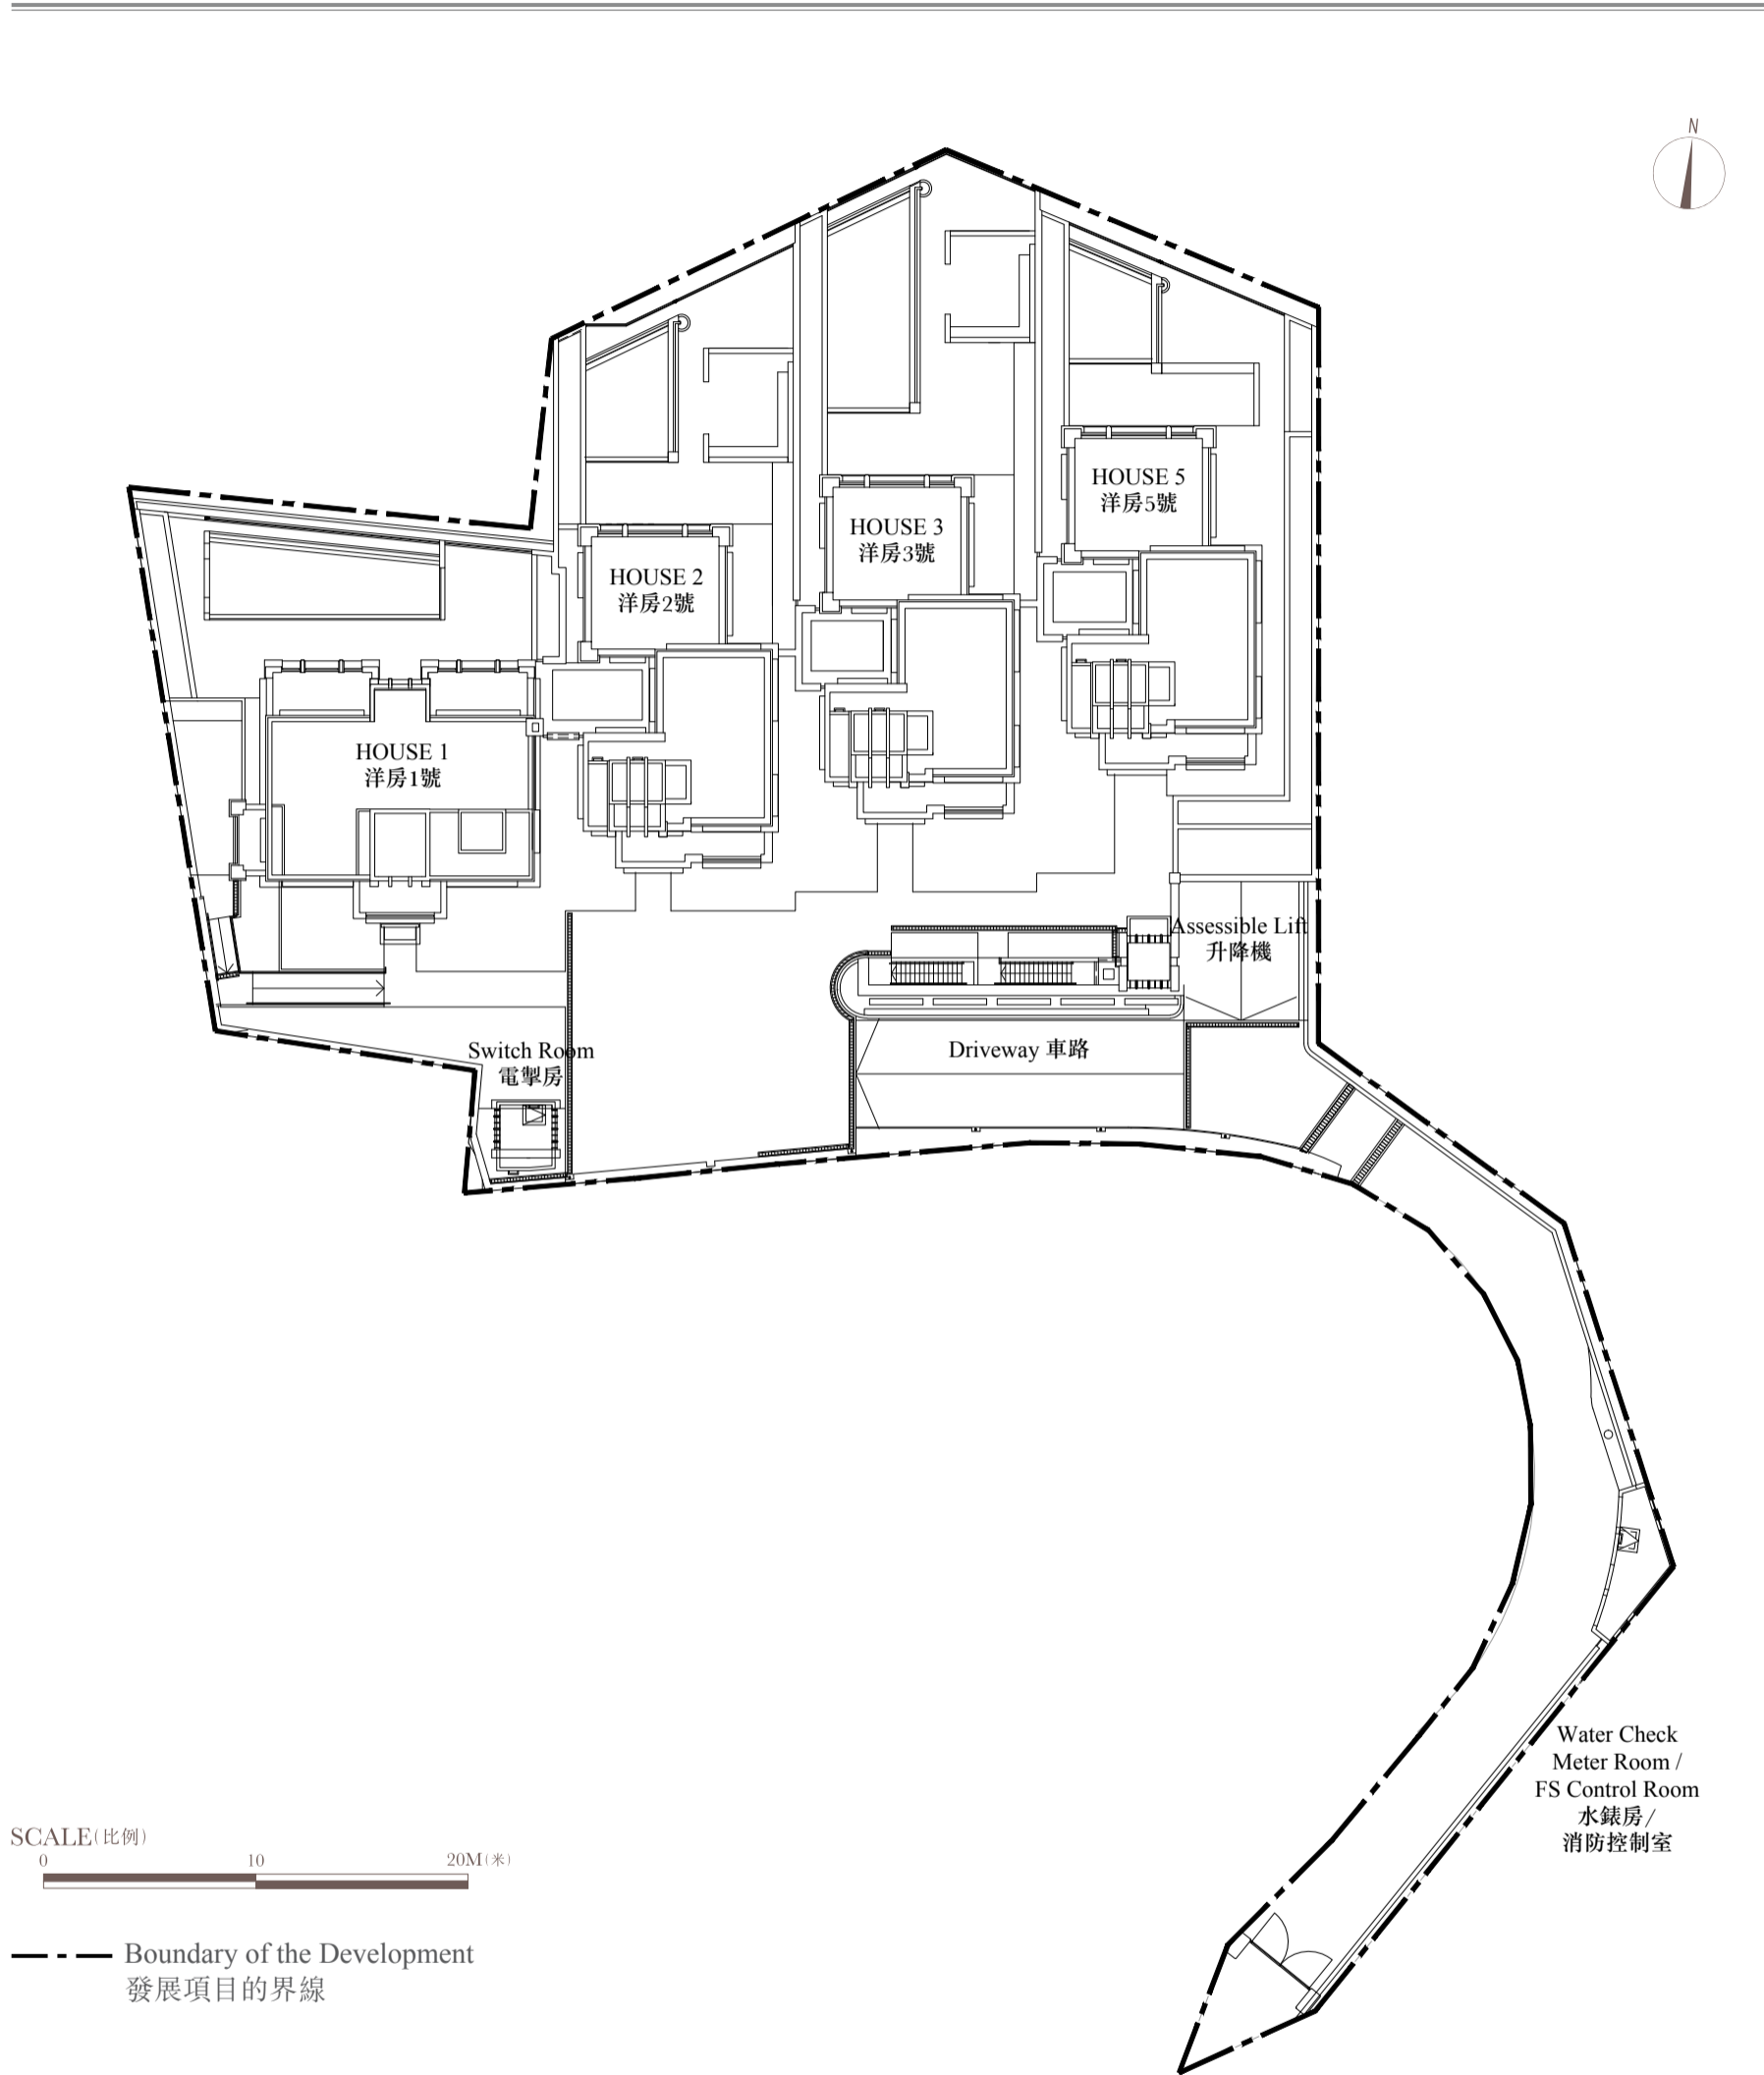 N
HOUSE 5
洋房5號
HOUSE 3
洋房3號
HOUSE 2
洋房2號
HOUSE 1
洋房1號
Assessible Lift
升降機
Switch Room
電掣房
Driveway 車路
Water Check
Meter Room /
FS Control Room
水錶房/
消防控制室
SCALE(比例)
0 10 20M(米)
Boundary of the Development
發展項目的界線